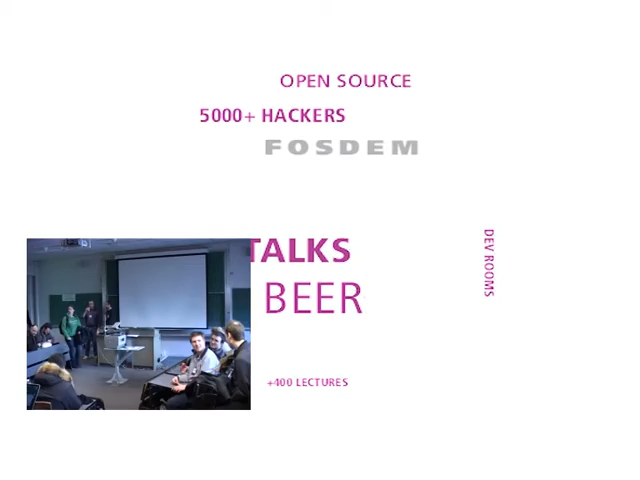 OPEN SOURCE
5000+ HACKERS
FOSDEM
TALKS
BEER
DEV ROOMS
+400 LECTURES